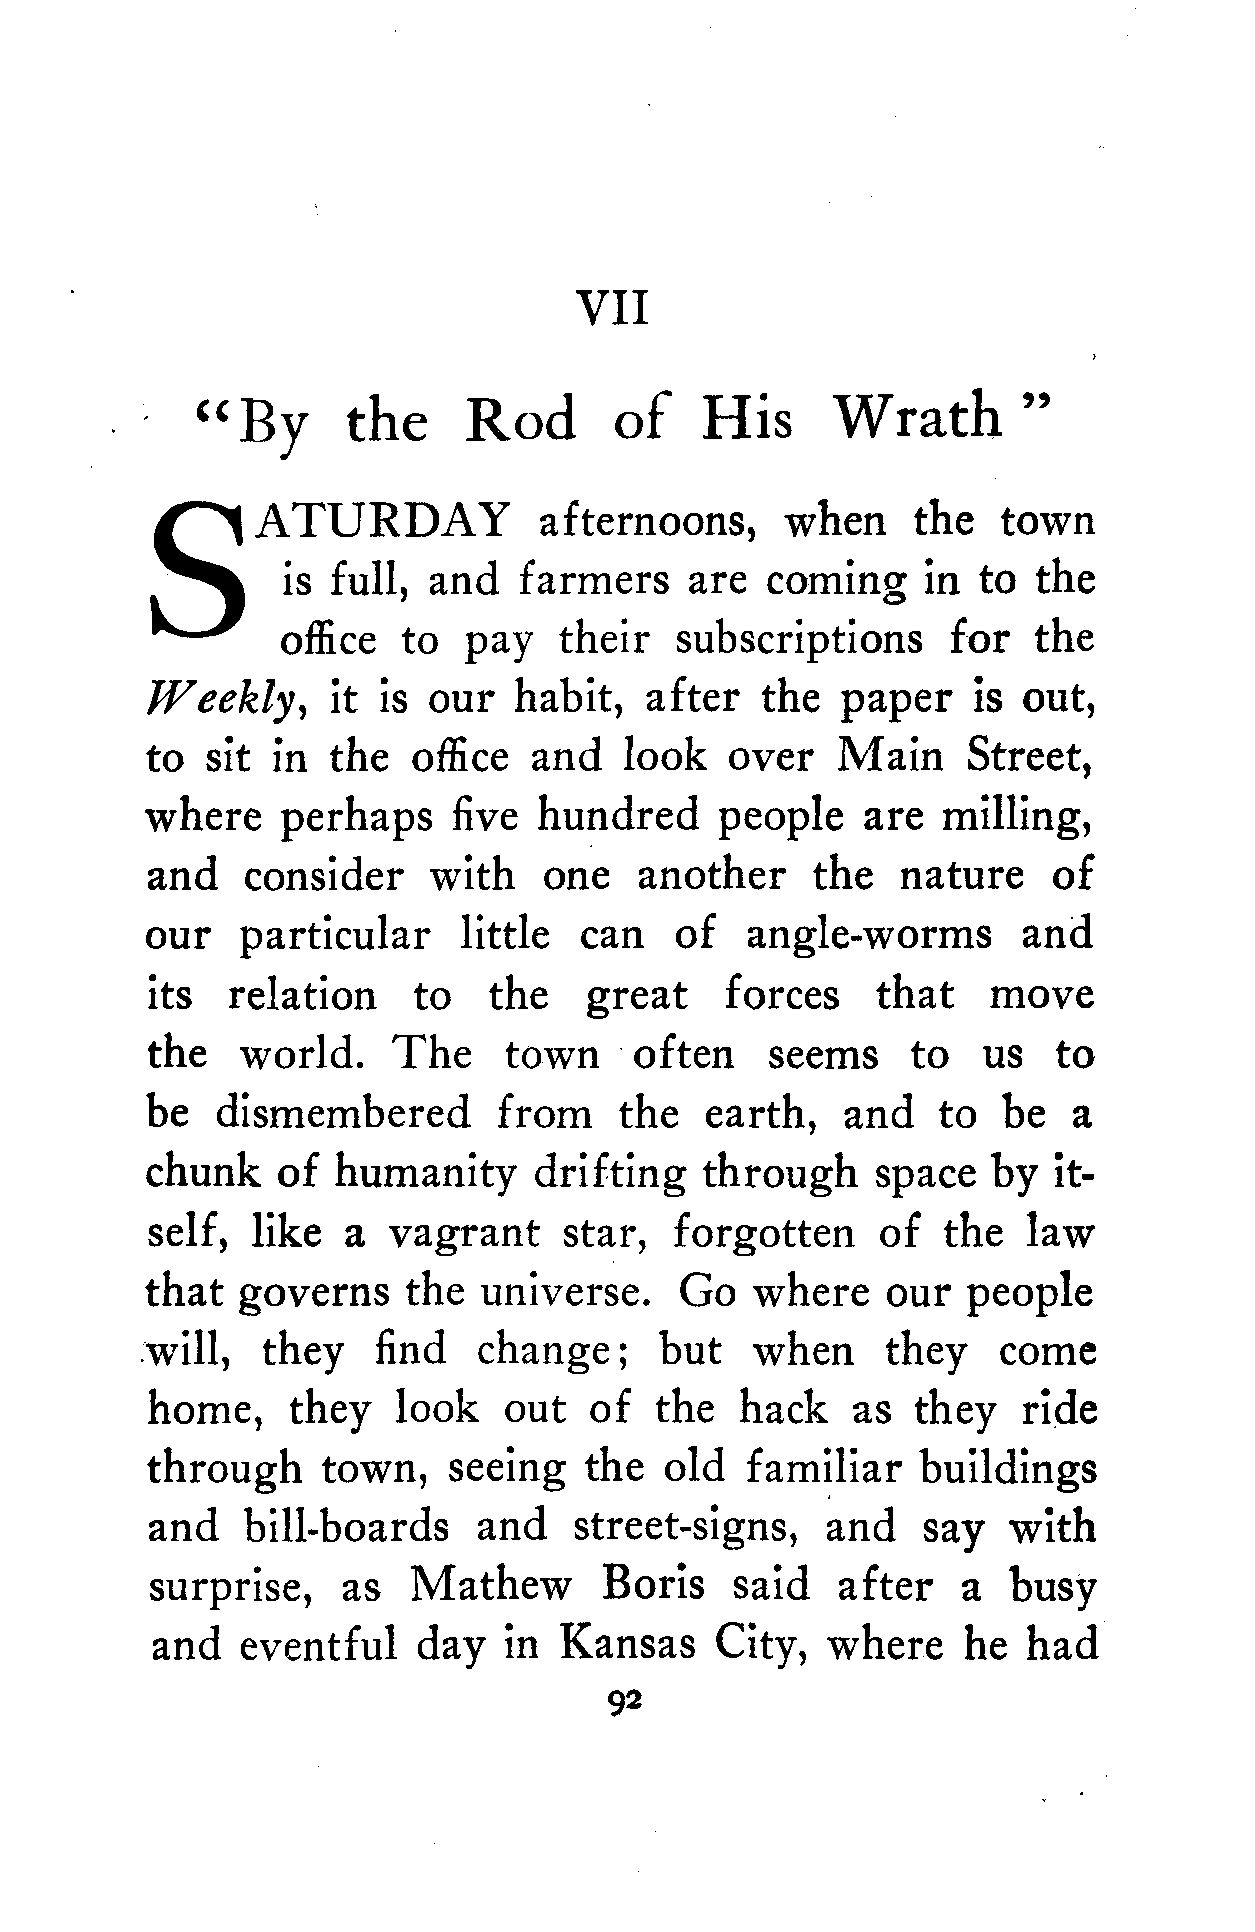 VII
"By the Rod of His Wrath"
SATURDAY afternoons, when the town
is full, and farmers are coming in to the
office to pay their subscriptions for the
Weekly, it is our habit, after the paper is out,
to sit in the office and look over Main Street,
where perhaps five hundred people are milling,
and consider with one another the nature of
our particular little can of angle-worms and
its relation to the great forces that move
the world. The town often seems to us to
be dismembered from the earth, and to be a
chunk of humanity drifting through space by it-
self, like a vagrant star, forgotten of the law
that governs the universe. Go where our people
will, they find change; but when they come
home, they look out of the hack as they ride
through town, seeing the old familiar buildings
and bill-boards and street-signs, and say with
surprise, as Mathew Boris said after a busy
and eventful day in Kansas City, where he had
92